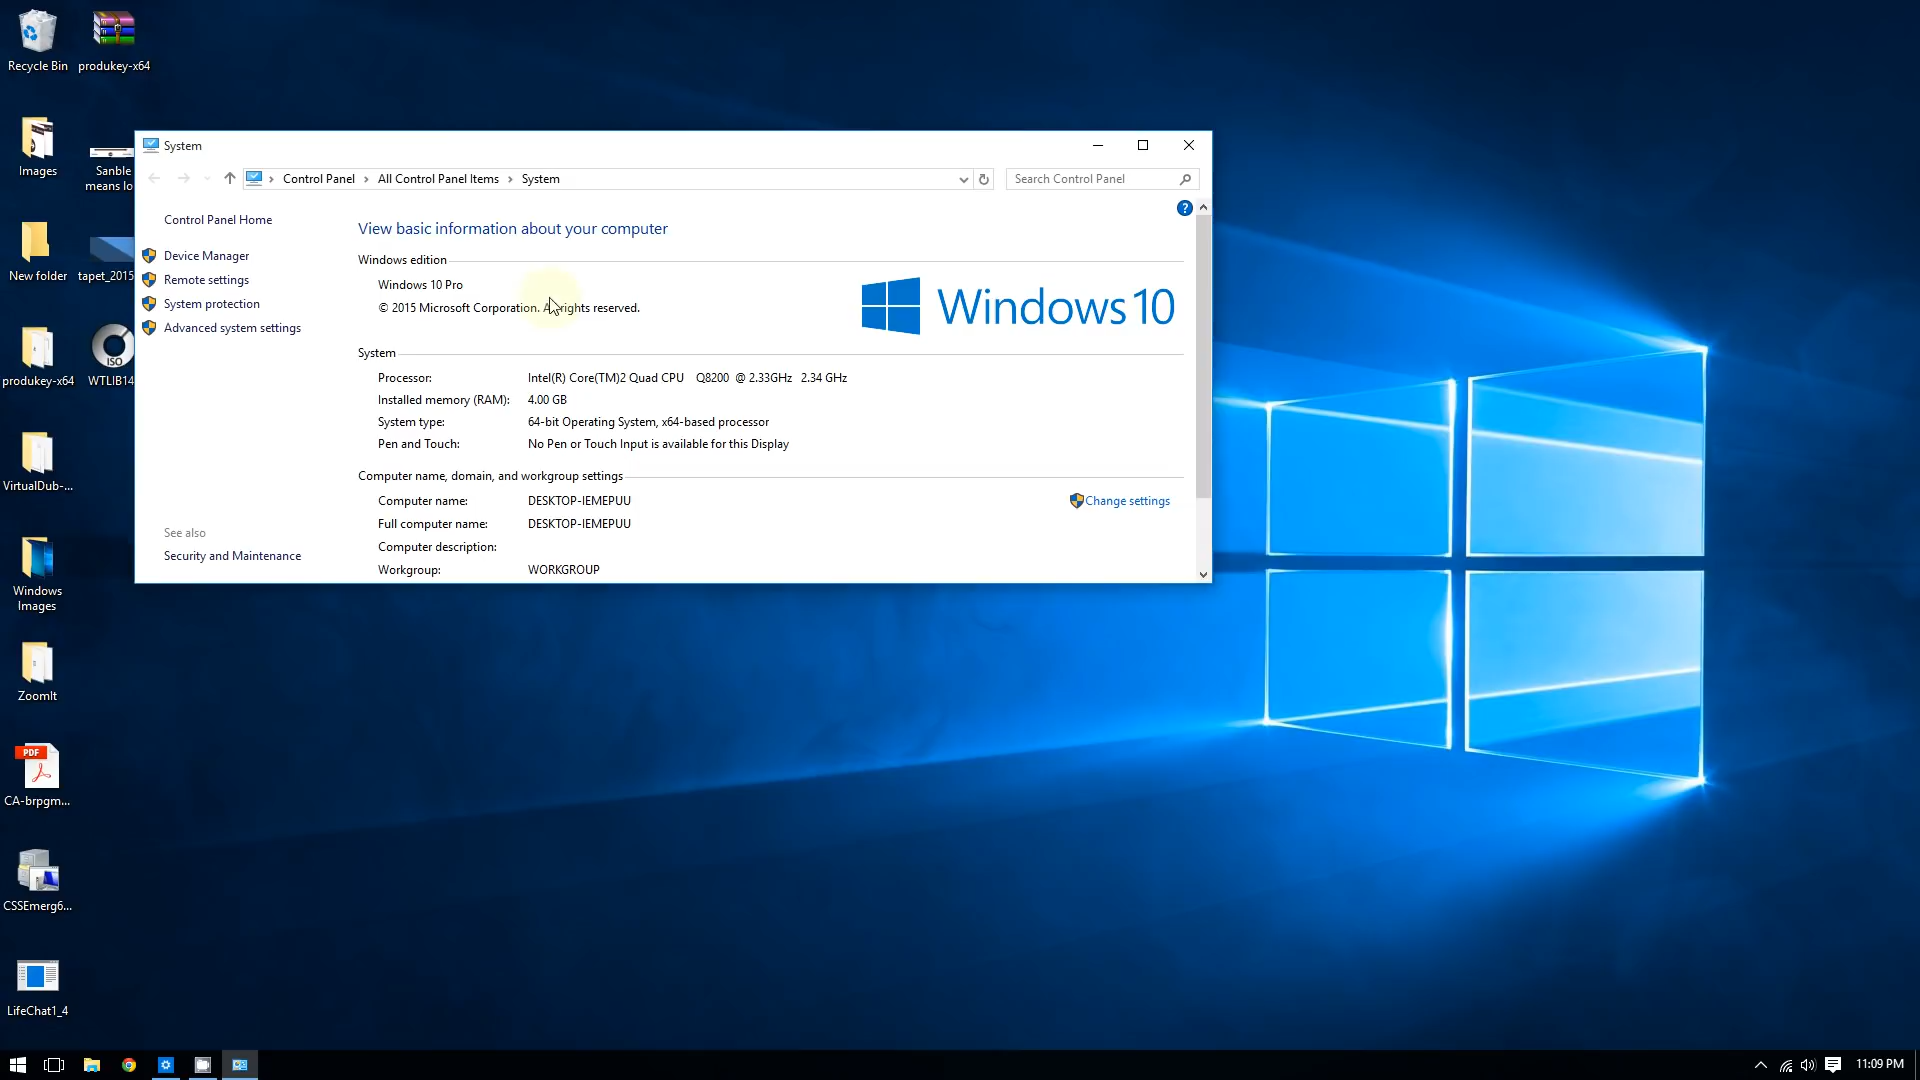 Recycle Bin
produkey-x64
Images
Sanble
means lo
New folder
tapet_2015
produkey-x64
ISO
WTLIB14
VirtualDub-...
Windows
Images
ZoomIt
PDF
CA-brpgm...
CSSEmerg6...
LifeChat1_4
System
Control Panel
All Control Panel Items
System
Search Control Panel
Control Panel Home
Device Manager
Remote settings
System protection
Advanced system settings
See also
Security and Maintenance
?
View basic information about your computer
Windows edition
Windows 10 Pro
© 2015 Microsoft Corporation. All rights reserved.
Windows 10
System
Processor: Intel(R) Core(TM)2 Quad CPU Q8200 @ 2.33GHz 2.34 GHz
Installed memory (RAM): 4.00 GB
System type: 64-bit Operating System, x64-based processor
Pen and Touch: No Pen or Touch Input is available for this Display
Computer name, domain, and workgroup settings
Computer name: DESKTOP-IEMEPUU
Change settings
Full computer name: DESKTOP-IEMEPUU
Computer description:
Workgroup: WORKGROUP
11:09 PM